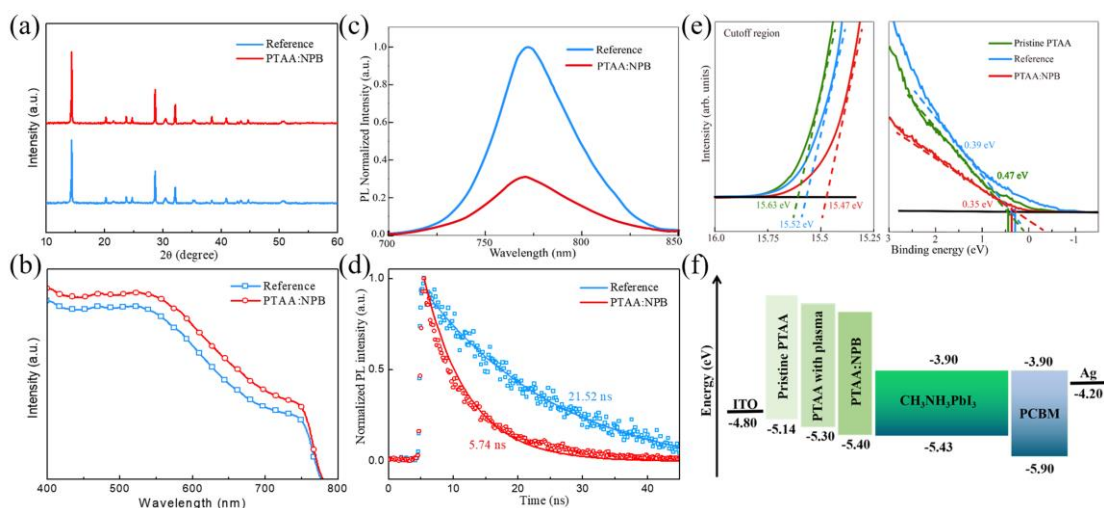 (a)
Reference
PTAA:NPB
Intensity (a.u.)
10 20 30 40 50 60
2θ (degree)
(b)
Reference
PTAA:NPB
Intensity (a.u.)
400 500 600 700 800
Wavelength (nm)
(c)
Reference
PTAA:NPB
PL Normalized Intensity (a.u.)
1.0
0.8
0.6
0.4
0.2
0
700 750 800 850
Wavelength (nm)
(d)
Reference
PTAA:NPB
Normalized PL intensity (a.u.)
1.0
0.5
0.0
21.52 ns
5.74 ns
0 10 20 30 40
Time (ns)
(e)
Cutoff region
Intensity (arb. units)
15.63 eV
15.52 eV
15.47 eV
16.0 15.75 15.5 15.25
Pristine PTAA
Reference
PTAA:NPB
0.39 eV
0.47 eV
0.35 eV
3 2 1 0 -1
Binding energy (eV)
(f)
Energy (eV)
ITO
-4.80
Pristine PTAA
-5.14
PTAA with plasma
-5.30
PTAA:NPB
-5.40
-3.90
CH₃NH₃PbI₃
-5.43
-3.90
PCBM
-5.90
Ag
-4.20